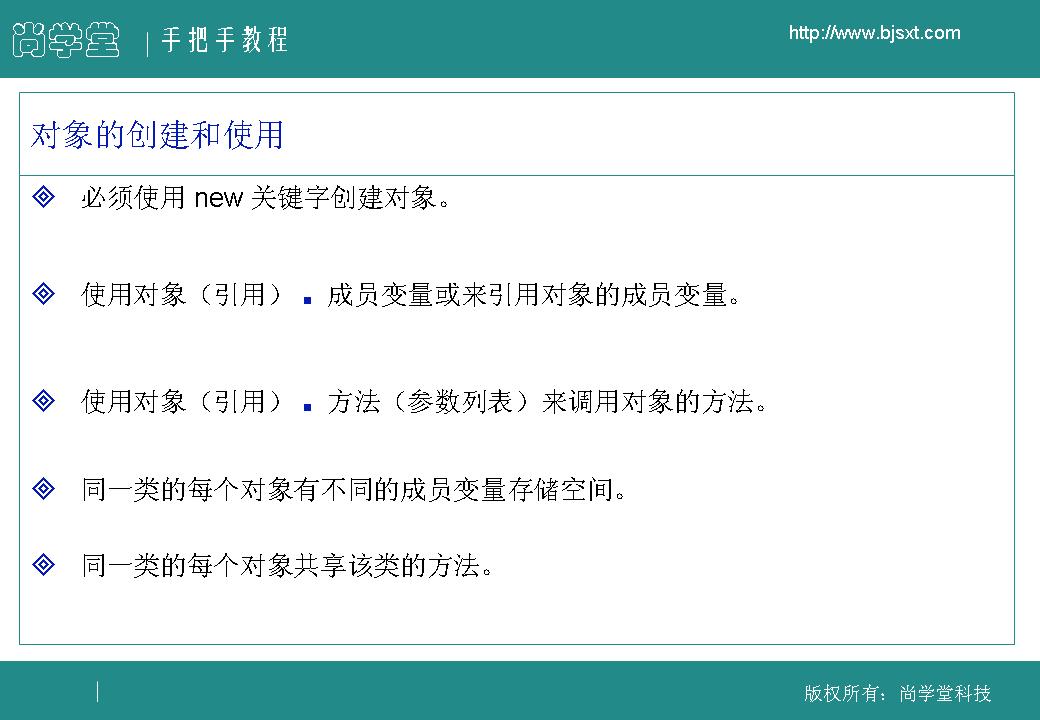 尚学堂 | 手把手教程
http://www.bjsxt.com
对象的创建和使用
必须使用 new 关键字创建对象。
使用对象（引用）. 成员变量或来引用对象的成员变量。
使用对象（引用）. 方法（参数列表）来调用对象的方法。
同一类的每个对象有不同的成员变量存储空间。
同一类的每个对象共享该类的方法。
版权所有：尚学堂科技